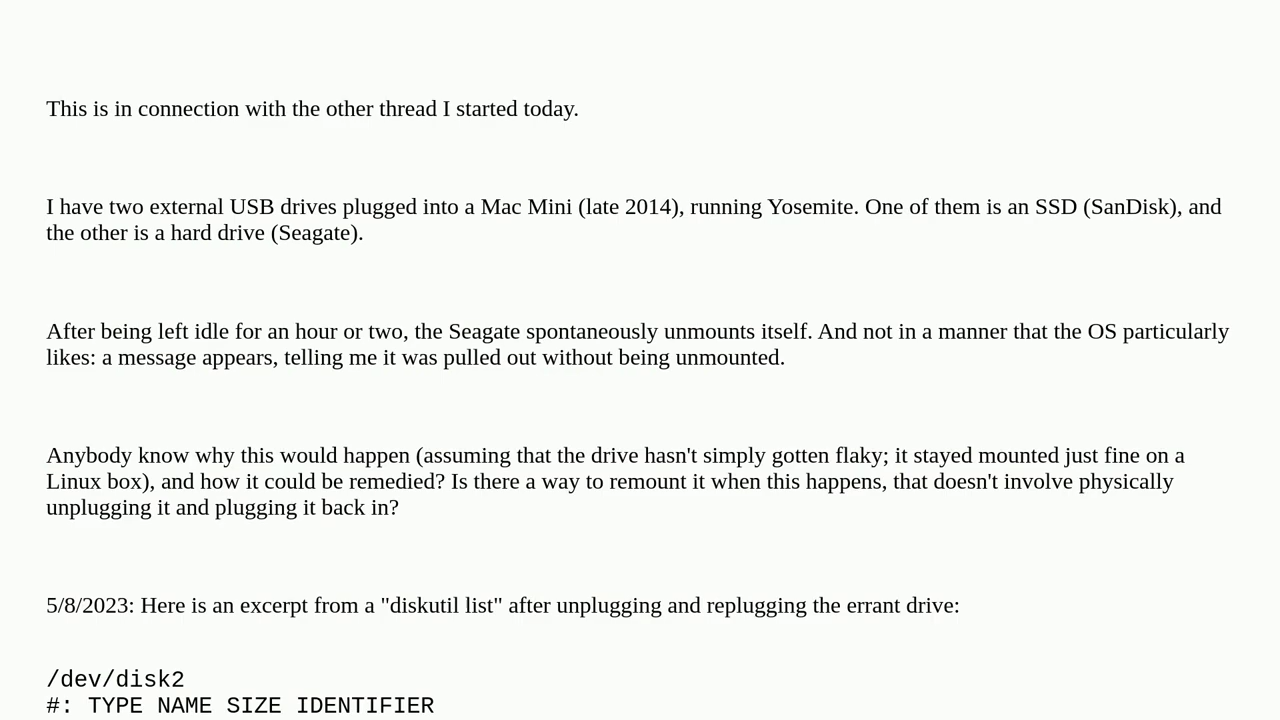 This is in connection with the other thread I started today.
I have two external USB drives plugged into a Mac Mini (late 2014), running Yosemite. One of them is an SSD (SanDisk), and
the other is a hard drive (Seagate).
After being left idle for an hour or two, the Seagate spontaneously unmounts itself. And not in a manner that the OS particularly
likes: a message appears, telling me it was pulled out without being unmounted.
Anybody know why this would happen (assuming that the drive hasn't simply gotten flaky; it stayed mounted just fine on a
Linux box), and how it could be remedied? Is there a way to remount it when this happens, that doesn't involve physically
unplugging it and plugging it back in?
5/8/2023: Here is an excerpt from a "diskutil list" after unplugging and replugging the errant drive:
/dev/disk2
#: TYPE NAME SIZE IDENTIFIER